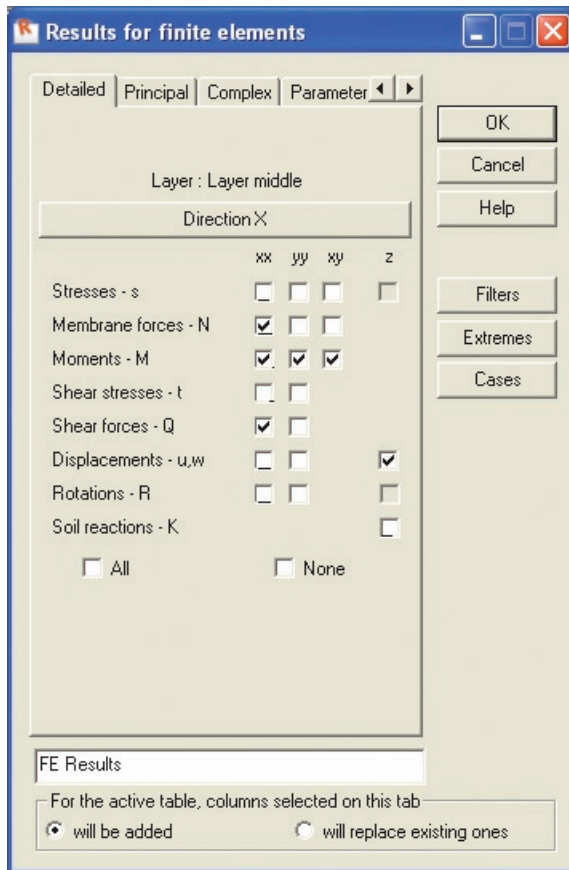 R Results for finite elements
Detailed Principal Complex Parameter
OK
Cancel
Layer : Layer middle
Help
Direction X
xx yy xy z
Stresses - s
Filters
Membrane forces - N
Extremes
Moments - M
Cases
Shear stresses - t
Shear forces - Q
Displacements - u,w
Rotations - R
Soil reactions - K
All None
FE Results
For the active table, columns selected on this tab
will be added will replace existing ones